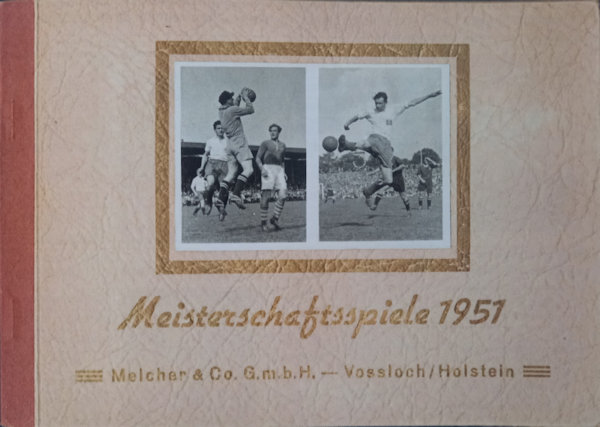 Meisterschaftsspiele 1951
Melcher & Co. G.m.b.H. — Vossloch/Holstein